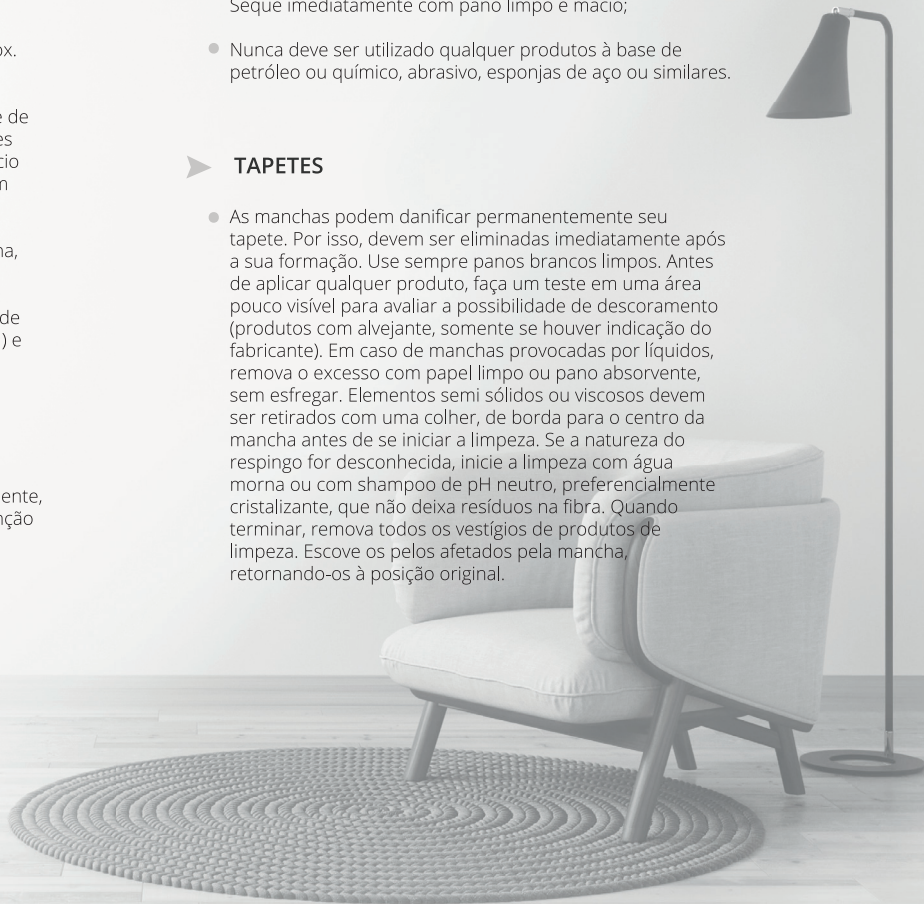 ox.
e de
es
cio
m
na,
de
) e
ente,
nção
Seque imediatamente com pano limpo e macio;
Nunca deve ser utilizado qualquer produtos à base de
petróleo ou químico, abrasivo, esponjas de aço ou similares.
TAPETES
As manchas podem danificar permanentemente seu
tapete. Por isso, devem ser eliminadas imediatamente após
a sua formação. Use sempre panos brancos limpos. Antes
de aplicar qualquer produto, faça um teste em uma área
pouco visível para avaliar a possibilidade de descoramento
(produtos com alvejante, somente se houver indicação do
fabricante). Em caso de manchas provocadas por líquidos,
remova o excesso com papel limpo ou pano absorvente,
sem esfregar. Elementos semi sólidos ou viscosos devem
ser retirados com uma colher, de borda para o centro da
mancha antes de se iniciar a limpeza. Se a natureza do
respingo for desconhecida, inicie a limpeza com água
morna ou com shampoo de pH neutro, preferencialmente
cristalizante, que não deixa resíduos na fibra. Quando
terminar, remova todos os vestígios de produtos de
limpeza. Escove os pelos afetados pela mancha,
retornando-os à posição original.